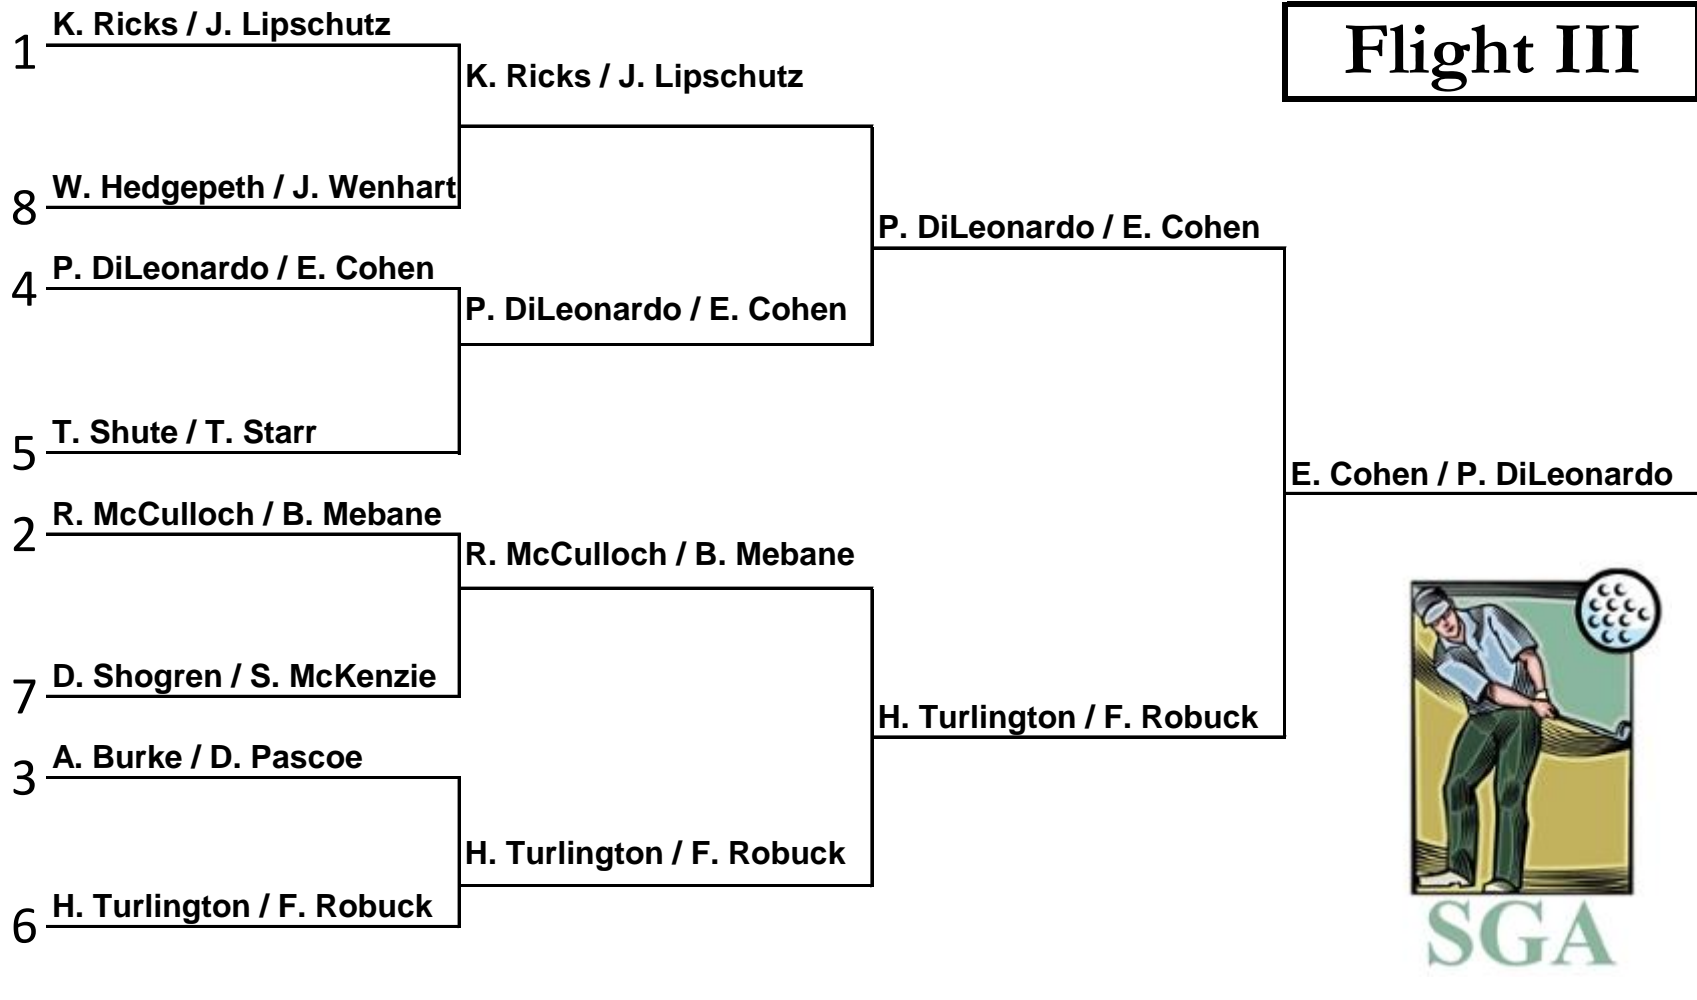 Flight III
1 K. Ricks / J. Lipschutz
K. Ricks / J. Lipschutz
8 W. Hedgepeth / J. Wenhart
P. DiLeonardo / E. Cohen
4 P. DiLeonardo / E. Cohen
P. DiLeonardo / E. Cohen
5 T. Shute / T. Starr
E. Cohen / P. DiLeonardo
2 R. McCulloch / B. Mebane
R. McCulloch / B. Mebane
7 D. Shogren / S. McKenzie
H. Turlington / F. Robuck
3 A. Burke / D. Pascoe
H. Turlington / F. Robuck
6 H. Turlington / F. Robuck
SGA